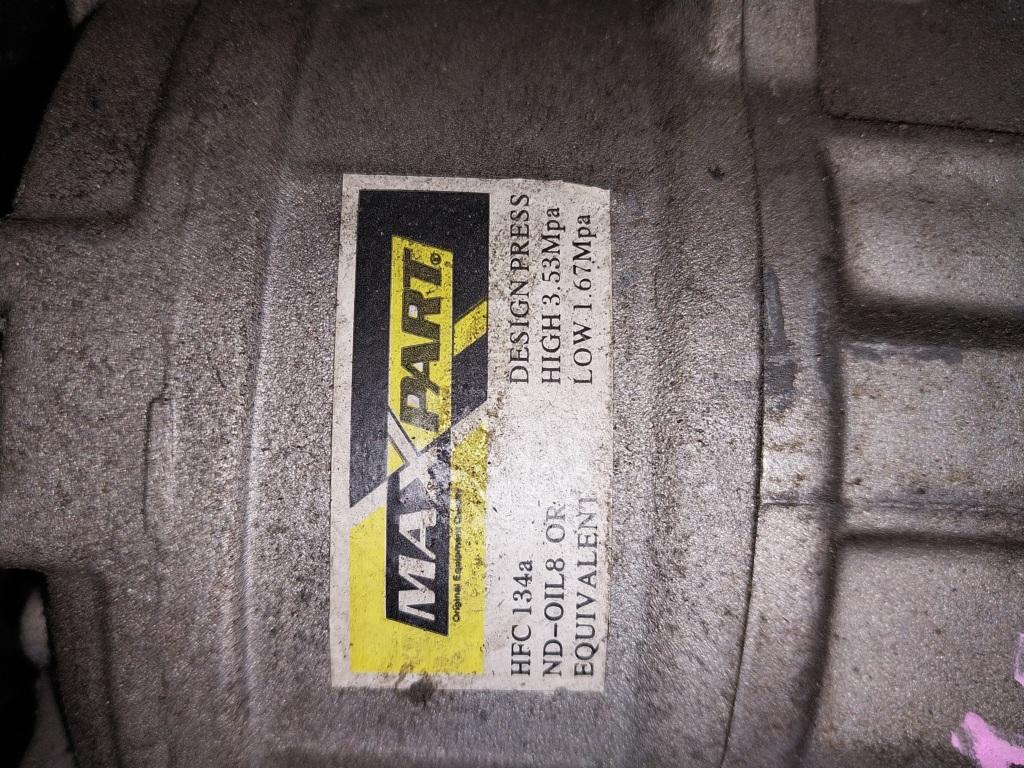 MAXPART®
Original Equipment Quality
HFC 134a
ND-OIL8 OR
EQUIVALENT
DESIGN PRESS
HIGH 3.53Mpa
LOW 1.67Mpa